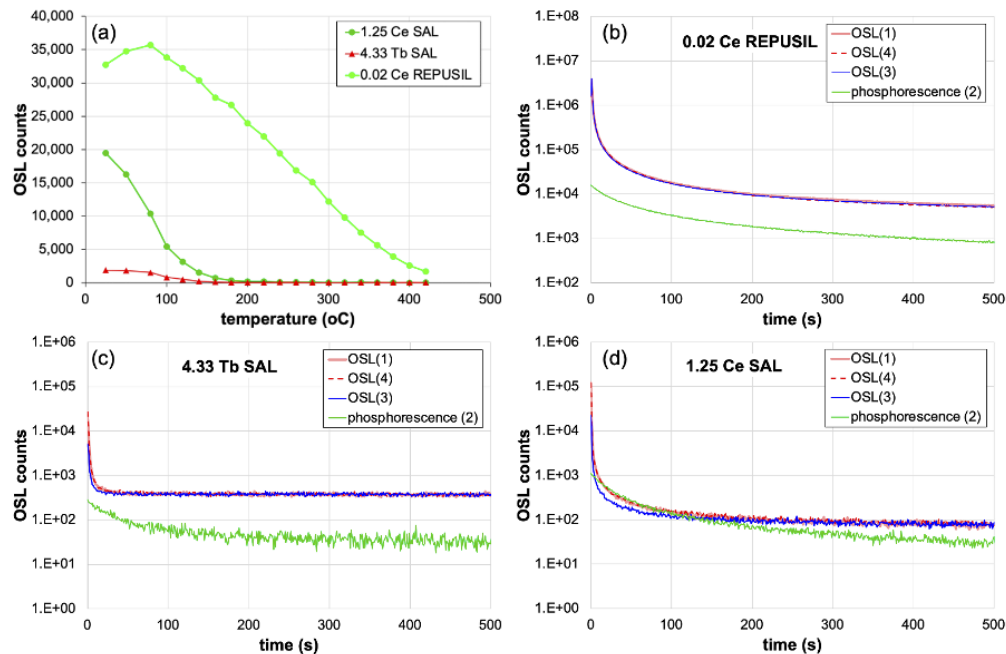 (a)
OSL counts
40,000
35,000
30,000
25,000
20,000
15,000
10,000
5,000
0
1.25 Ce SAL
4.33 Tb SAL
0.02 Ce REPUSIL
0 100 200 300 400 500
temperature (oC)
(b)
0.02 Ce REPUSIL
OSL counts
1.E+08
1.E+07
1.E+06
1.E+05
1.E+04
1.E+03
1.E+02
OSL(1)
OSL(4)
OSL(3)
phosphorescence (2)
0 100 200 300 400 500
time (s)
(c)
4.33 Tb SAL
OSL counts
1.E+06
1.E+05
1.E+04
1.E+03
1.E+02
1.E+01
1.E+00
OSL(1)
OSL(4)
OSL(3)
phosphorescence (2)
0 100 200 300 400 500
time (s)
(d)
1.25 Ce SAL
OSL counts
1.E+06
1.E+05
1.E+04
1.E+03
1.E+02
1.E+01
1.E+00
OSL(1)
OSL(4)
OSL(3)
phosphorescence (2)
0 100 200 300 400 500
time (s)